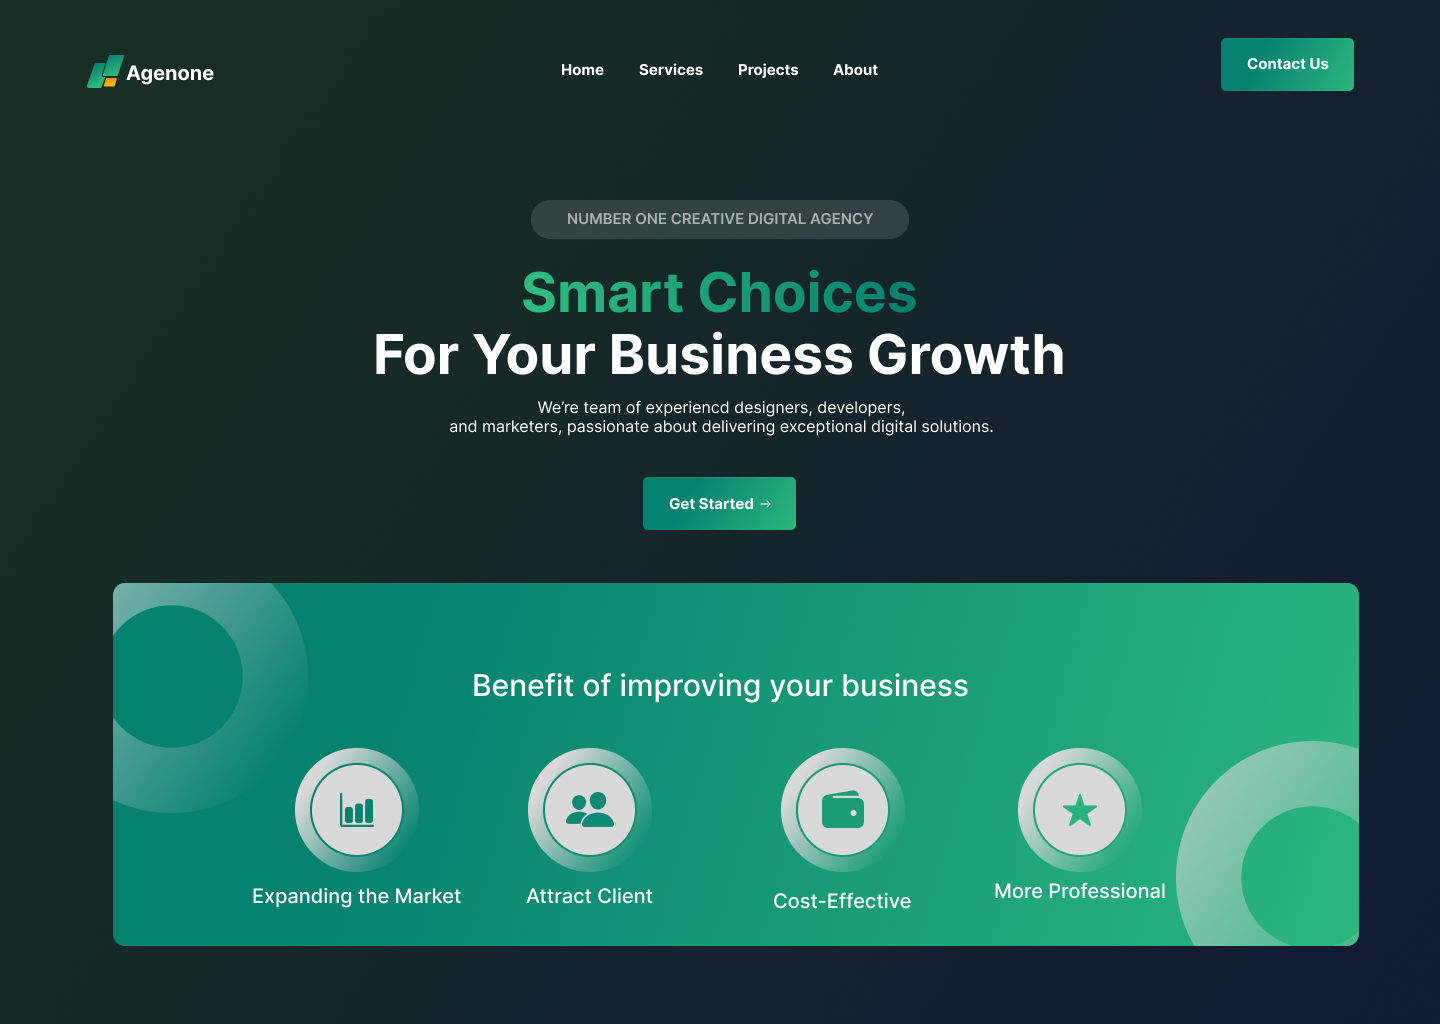 Agenone
Home Services Projects About
Contact Us
NUMBER ONE CREATIVE DIGITAL AGENCY
Smart Choices
For Your Business Growth
We’re team of experiencd designers, developers,
and marketers, passionate about delivering exceptional digital solutions.
Get Started →
Benefit of improving your business
Expanding the Market
Attract Client
Cost-Effective
More Professional